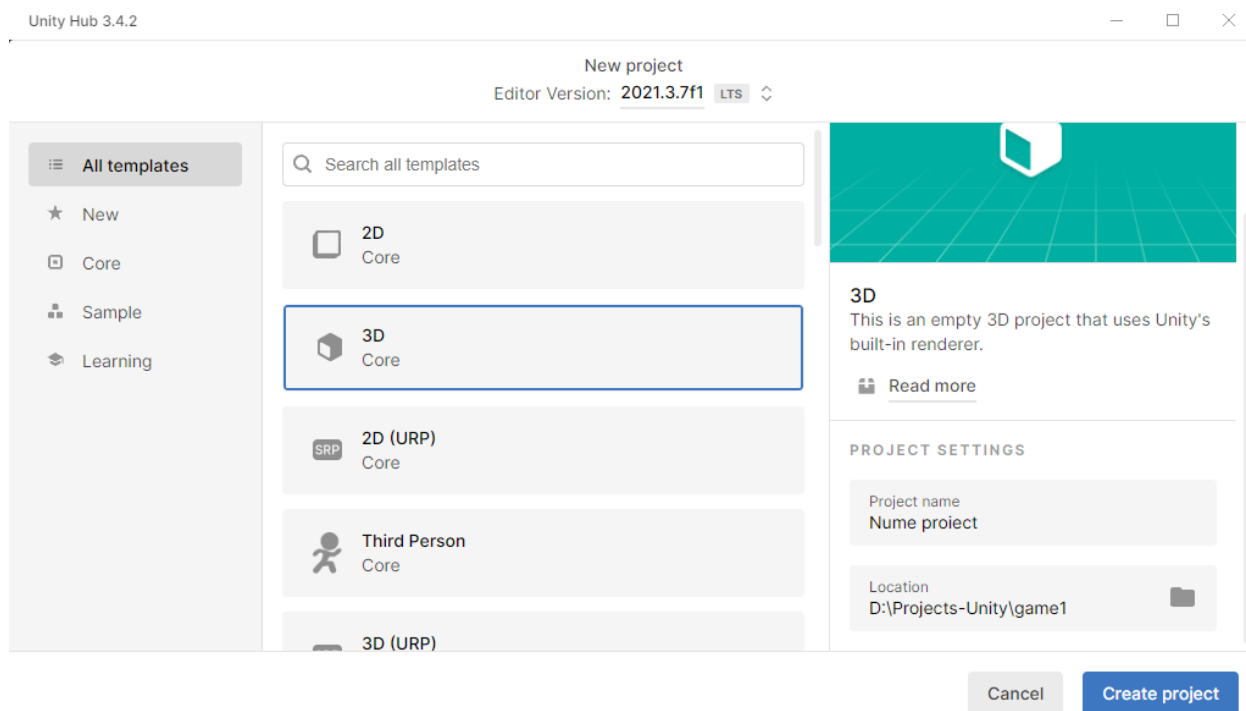 Unity Hub 3.4.2
New project
Editor Version: 2021.3.7f1 LTS
All templates
New
Core
Sample
Learning
Search all templates
2D
Core
3D
Core
SRP
2D (URP)
Core
Third Person
Core
3D (URP)
3D
This is an empty 3D project that uses Unity's
built-in renderer.
Read more
PROJECT SETTINGS
Project name
Nume proiect
Location
D:\Projects-Unity\game1
Cancel
Create project